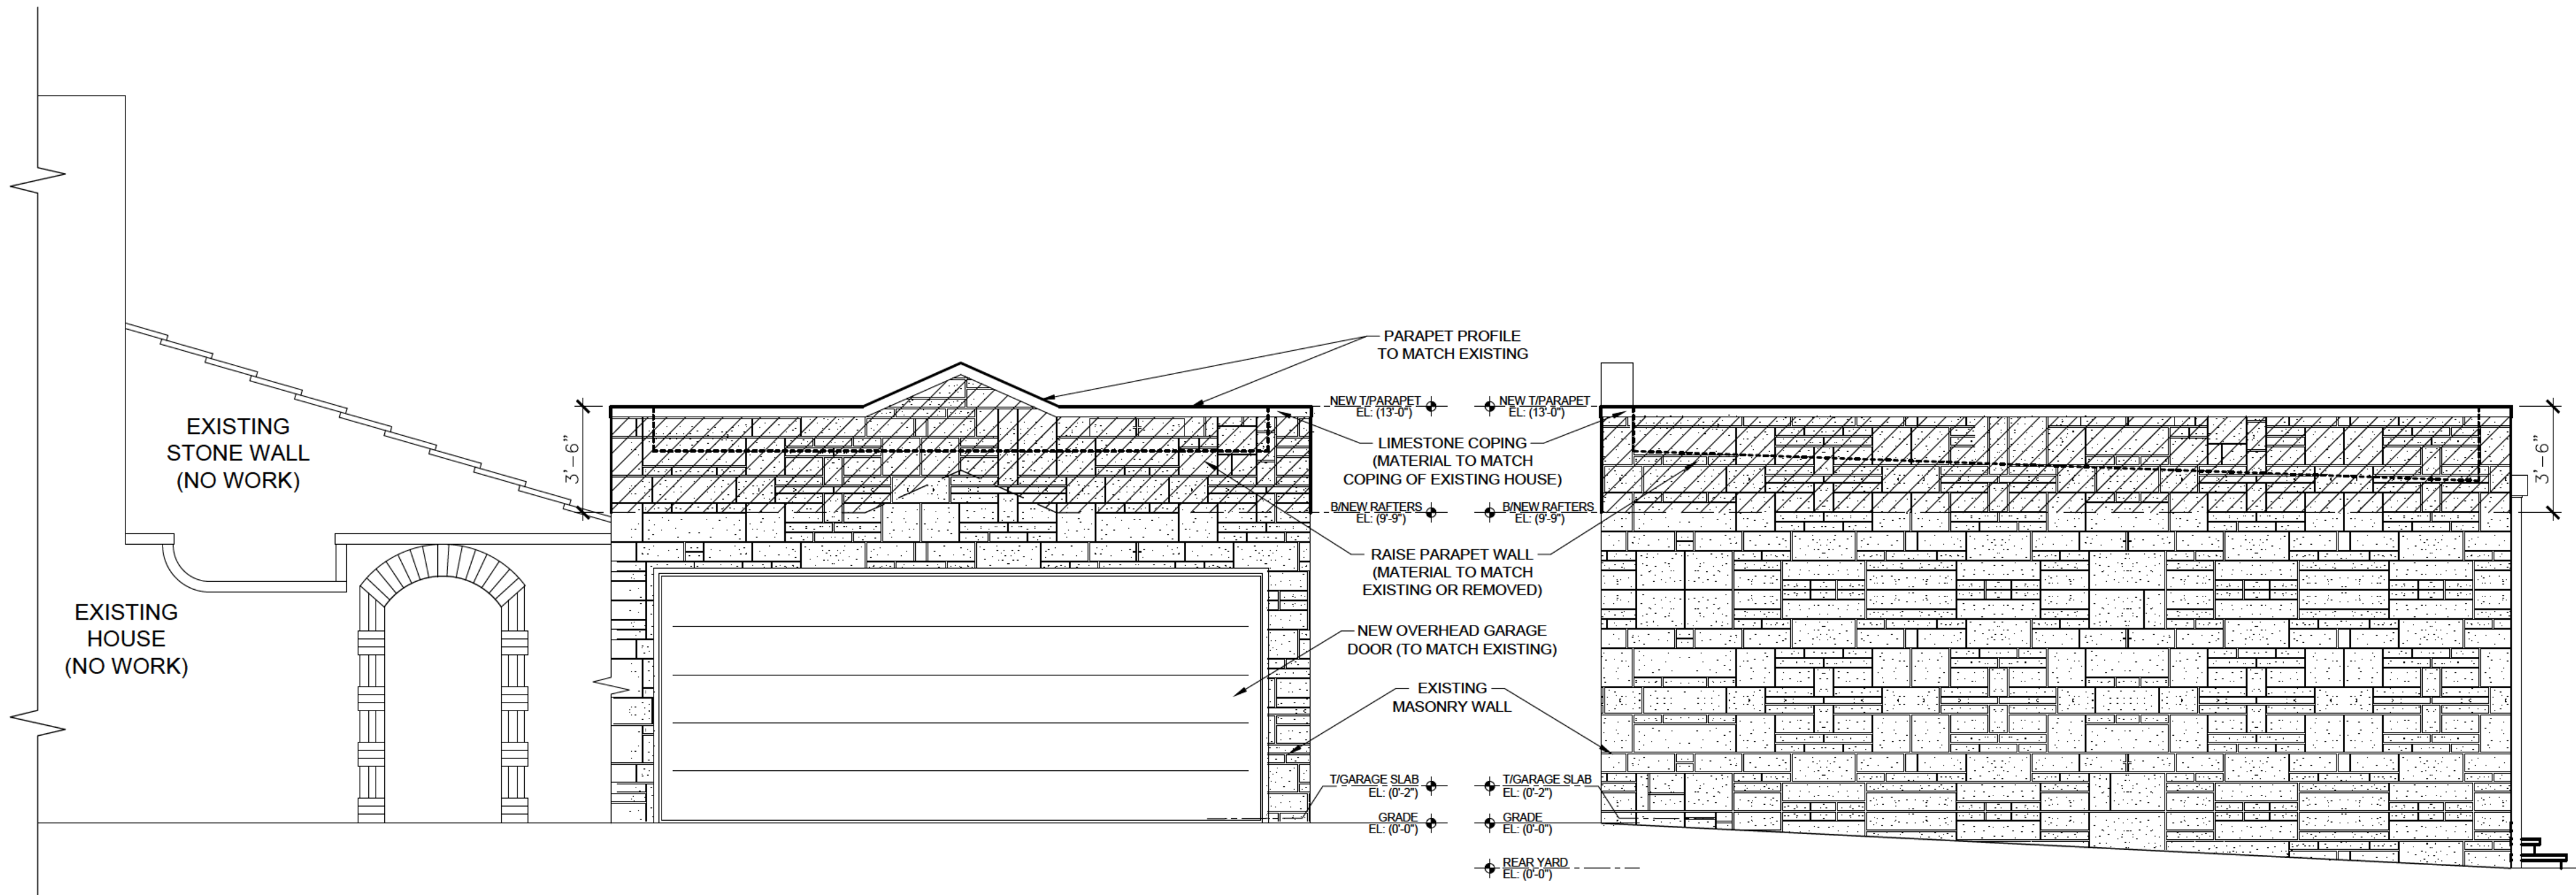 EXISTING
STONE WALL
(NO WORK)
EXISTING
HOUSE
(NO WORK)
3'-6"
PARAPET PROFILE
TO MATCH EXISTING
NEW T/PARAPET
EL: (13'-0")
NEW T/PARAPET
EL: (13'-0")
LIMESTONE COPING
(MATERIAL TO MATCH
COPING OF EXISTING HOUSE)
B/NEW RAFTERS
EL: (9'-9")
B/NEW RAFTERS
EL: (9'-9")
RAISE PARAPET WALL
(MATERIAL TO MATCH
EXISTING OR REMOVED)
NEW OVERHEAD GARAGE
DOOR (TO MATCH EXISTING)
EXISTING
MASONRY WALL
T/GARAGE SLAB
EL: (0'-2")
T/GARAGE SLAB
EL: (0'-2")
GRADE
EL: (0'-0")
GRADE
EL: (0'-0")
REAR YARD
EL: (0'-0")
3'-6"